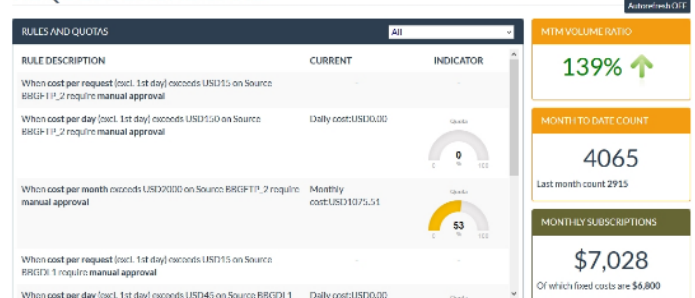 Autorefresh OFF
RULES AND QUOTAS
All
MTM VOLUME RATIO
RULE DESCRIPTION CURRENT INDICATOR
139%
When cost per request (excl. 1st day) exceeds USD15 on Source - -
BBGFTP_2 require manual approval
When cost per day (excl. 1st day) exceeds USD150 on Source Daily cost:USD0.00
BBGFTP_2 require manual approval
Quota
0
0 % 100
MONTH TO DATE COUNT
4065
Last month count 2915
When cost per month exceeds USD2000 on Source BBGFTP_2 require Monthly
manual approval cost:USD1075.51
Quota
53
0 % 100
MONTHLY SUBSCRIPTIONS
$7,028
Of which fixed costs are $6,800
When cost per request (excl. 1st day) exceeds USD15 on Source - -
BBGDL1 require manual approval
When cost per day (excl. 1st day) exceeds USD45 on Source BBGDL1 Daily cost:USD0.00
Quota